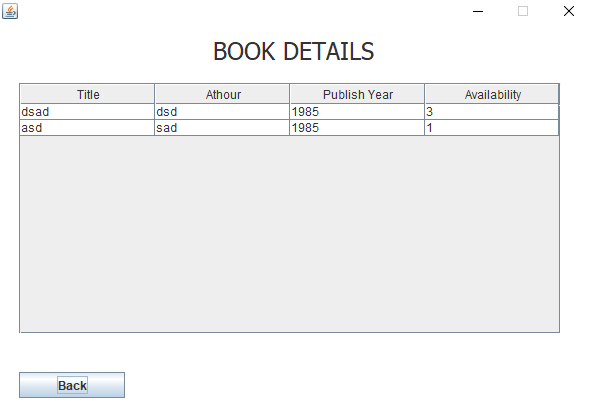 BOOK DETAILS
Title Athour Publish Year Availability
dsad dsd 1985 3
asd sad 1985 1
Back